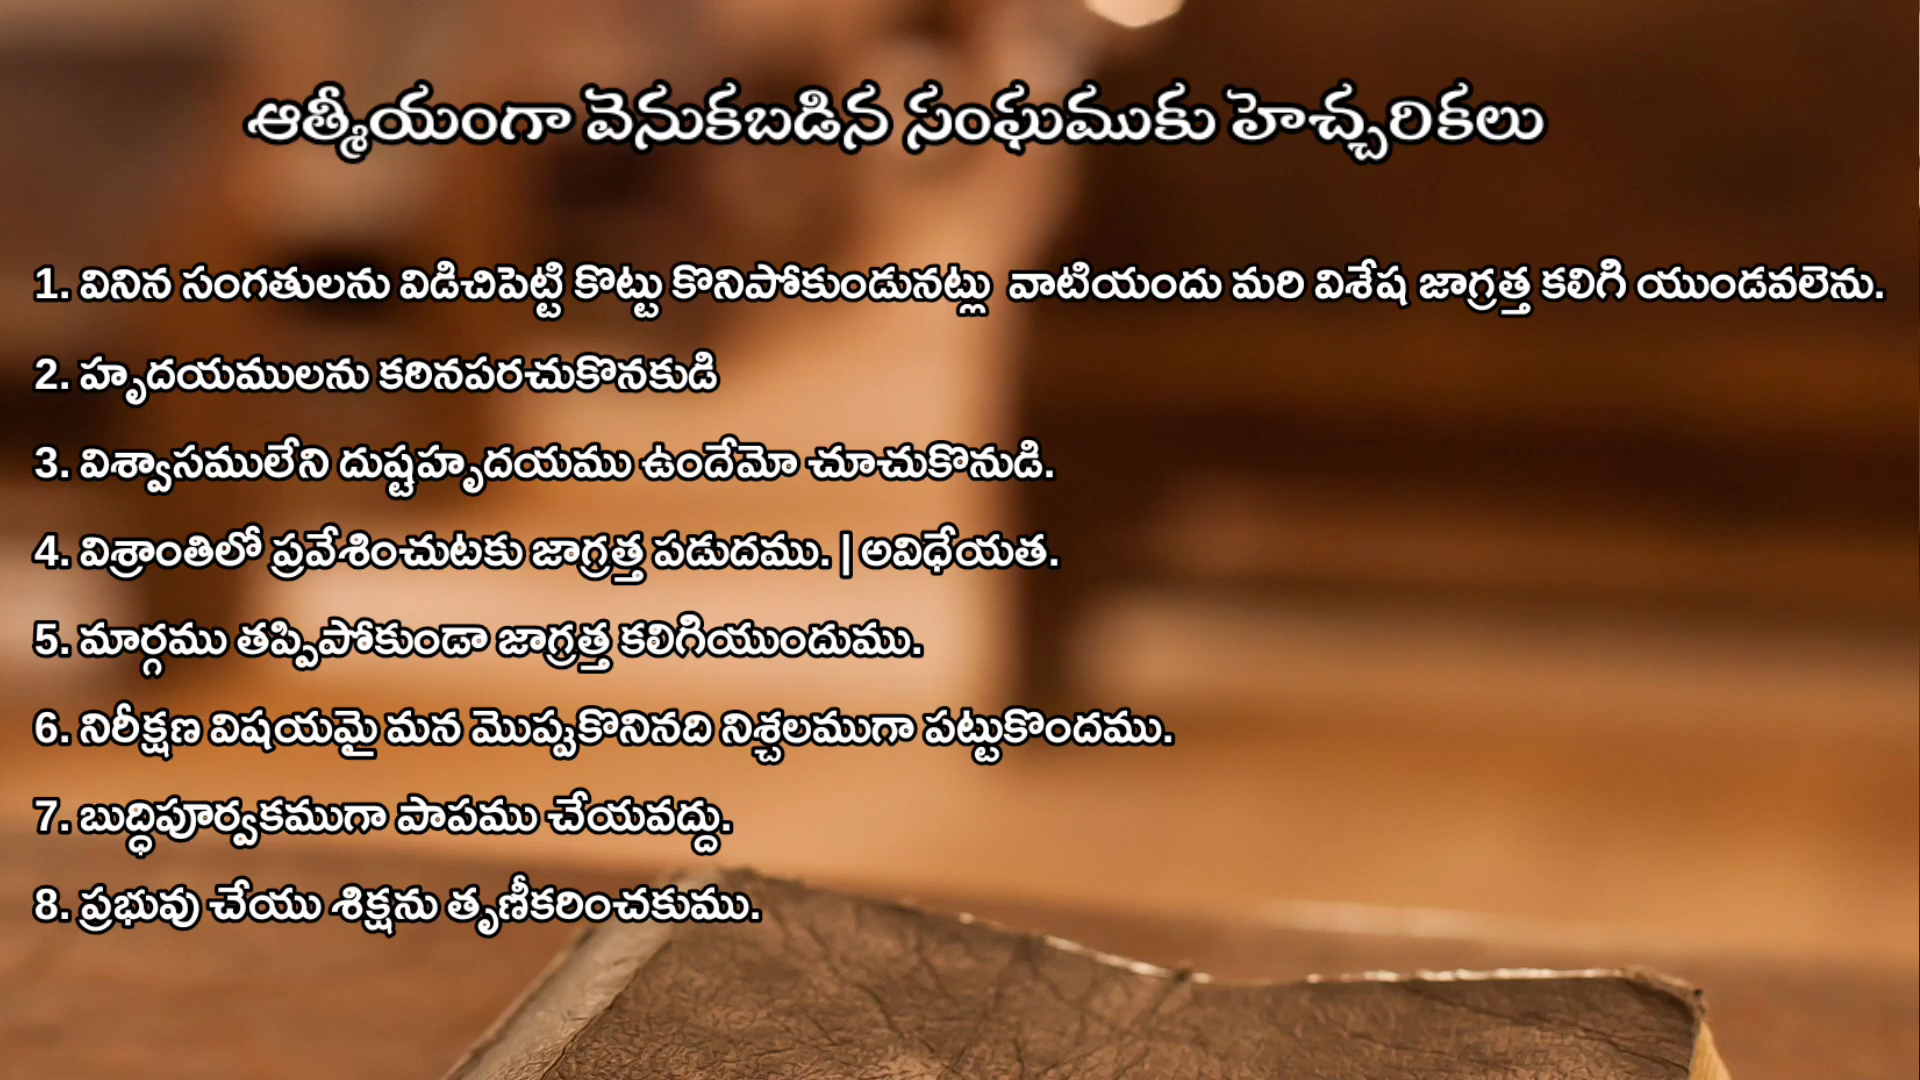 ఆత్మీయంగా వెనుకబడిన సంఘముకు హెచ్చరికలు
1. వినిన సంగతులను విడిచిపెట్టి కొట్టు కొనిపోకుండునట్లు వాటియందు మరి విశేష జాగ్రత్త కలిగి యుండవలెను.
2. హృదయములను కఠినపరచుకొనకుడి
3. విశ్వాసములేని దుష్టహృదయము ఉందేమో చూచుకొనుడి.
4. విశ్రాంతిలో ప్రవేశించుటకు జాగ్రత్త పడుదము. | అవిధేయత.
5. మార్గము తప్పిపోకుండా జాగ్రత్త కలిగియుందుము.
6. నిరీక్షణ విషయమై మన మొప్పుకొనినది నిశ్చలముగా పట్టుకొందము.
7. బుద్ధిపూర్వకముగా పాపము చేయవద్దు.
8. ప్రభువు చేయు శిక్షను తృణీకరించకుము.